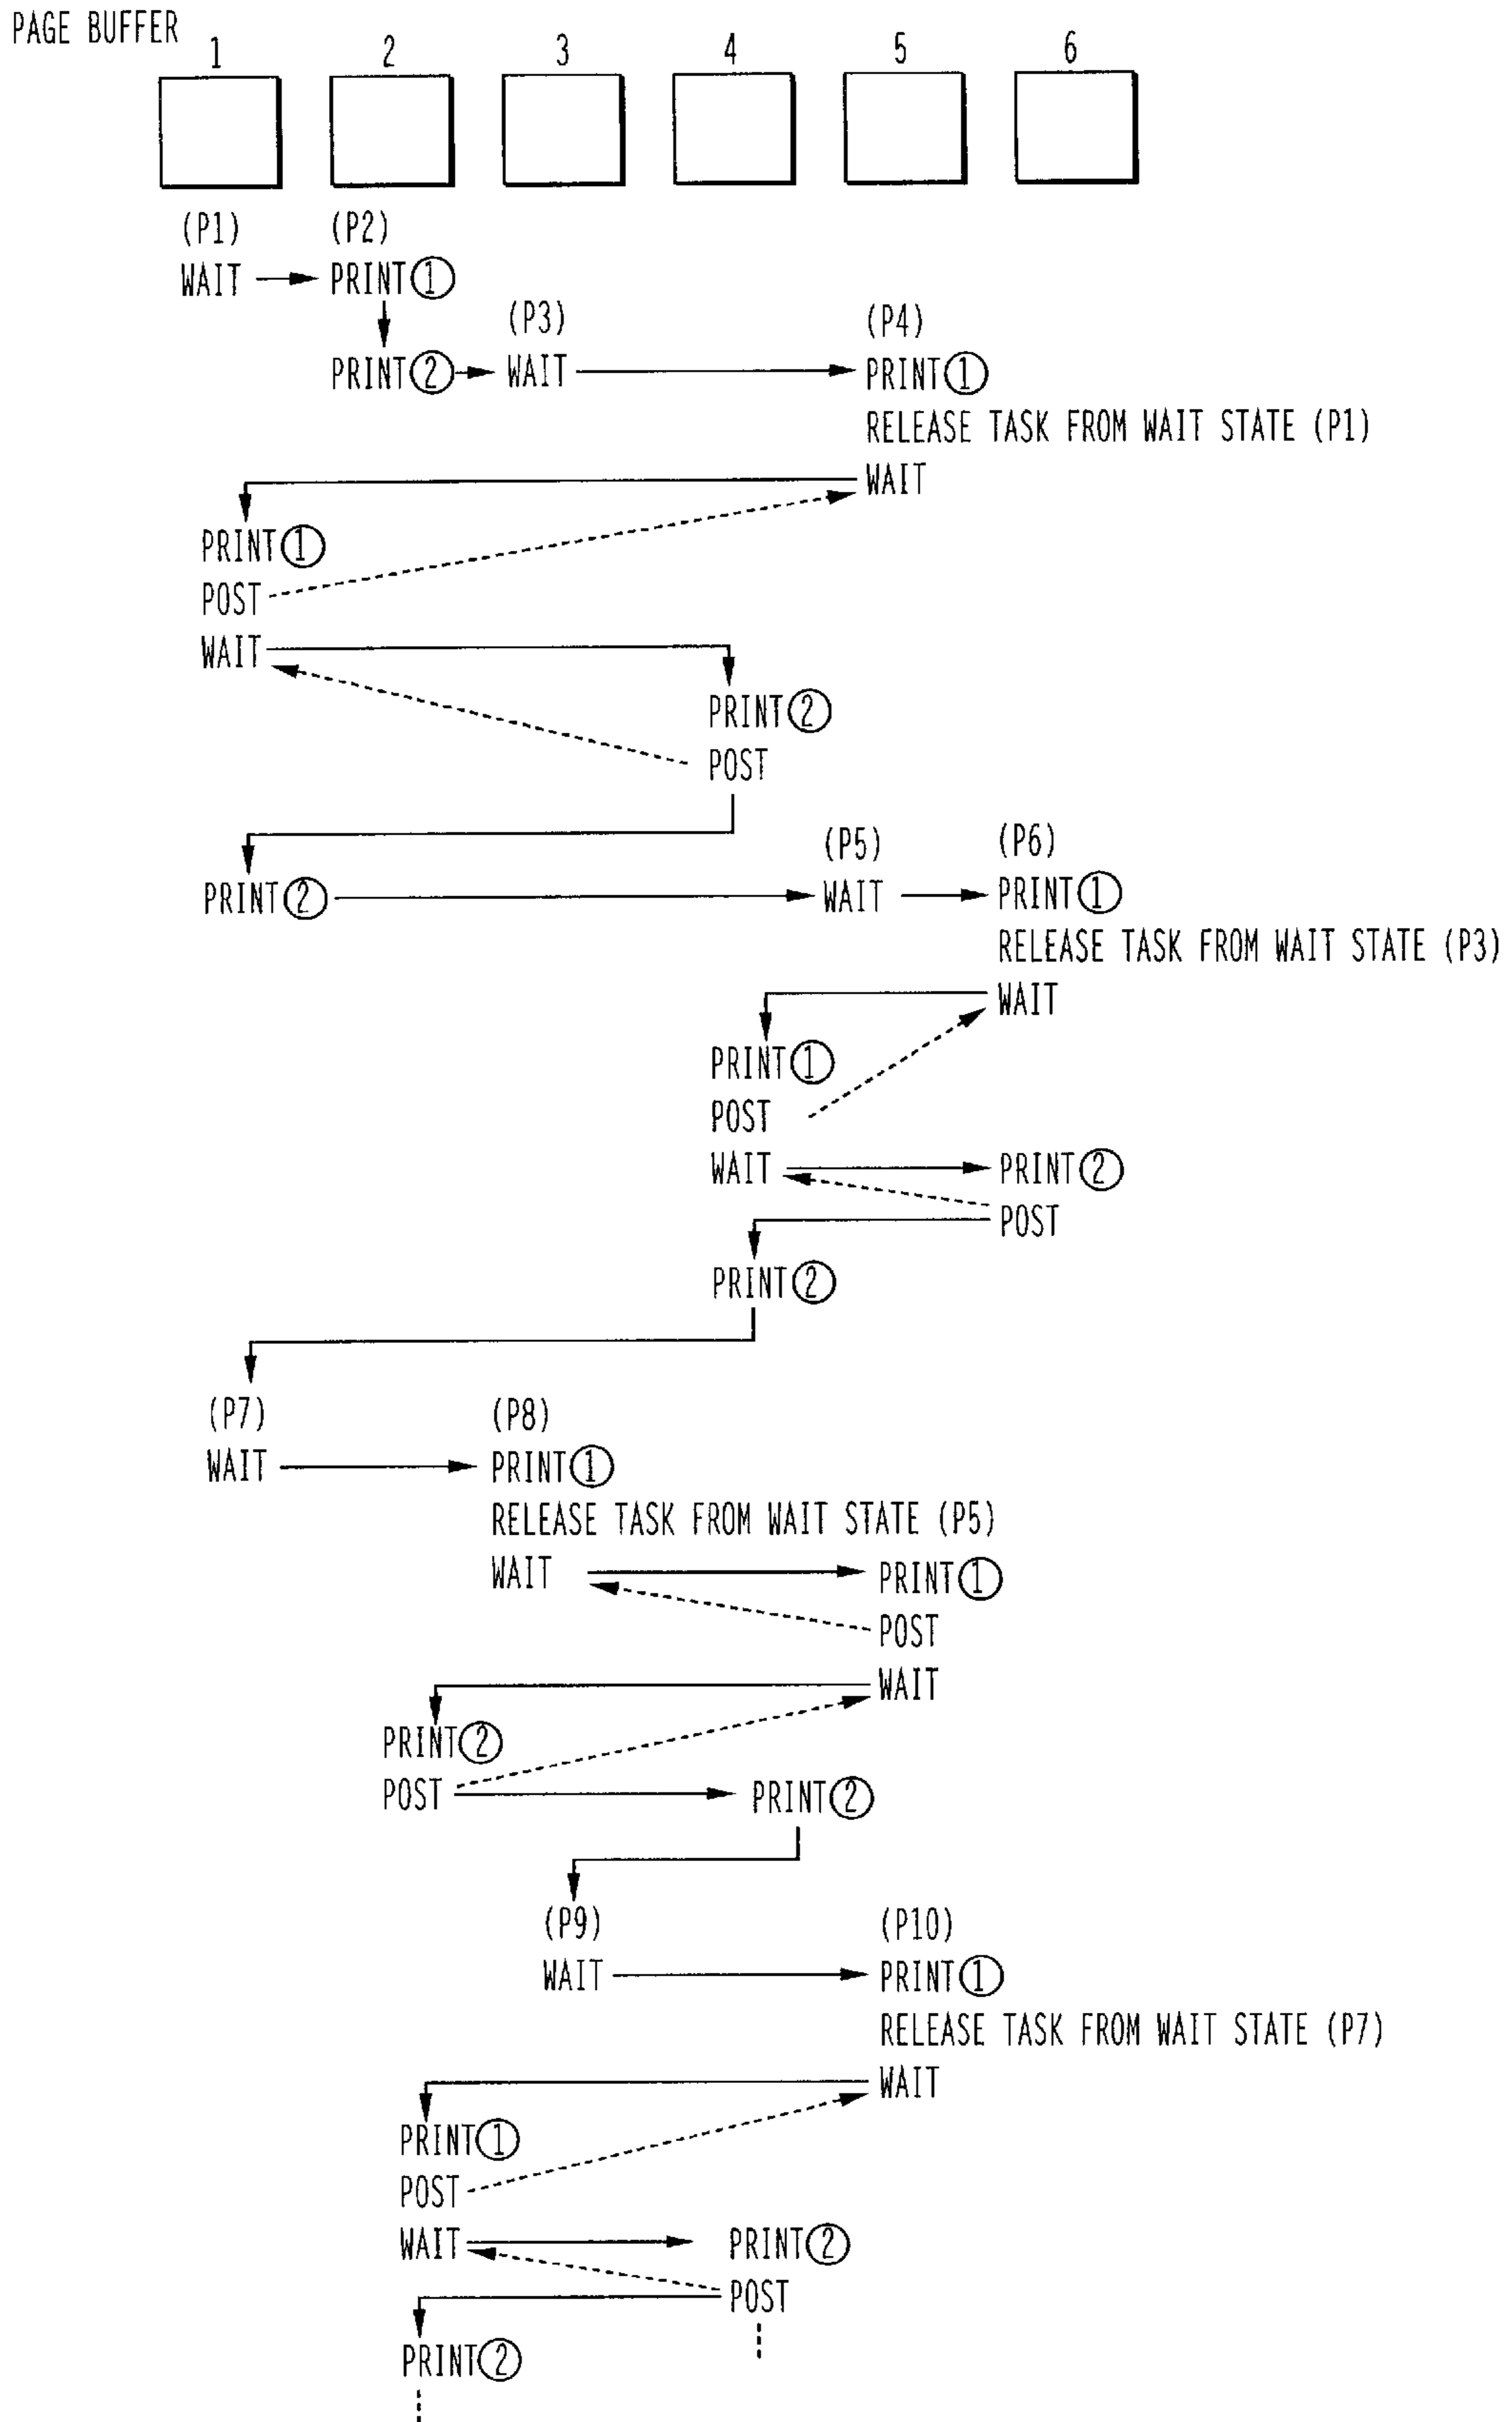 PAGE BUFFER
1 2 3 4 5 6
(P1) (P2)
WAIT PRINT①
(P3) (P4)
PRINT② WAIT PRINT①
RELEASE TASK FROM WAIT STATE (P1)
WAIT
PRINT①
POST
WAIT
PRINT②
POST
(P5) (P6)
PRINT② WAIT PRINT①
RELEASE TASK FROM WAIT STATE (P3)
WAIT
PRINT①
POST
WAIT PRINT②
POST
PRINT②
(P7) (P8)
WAIT PRINT①
RELEASE TASK FROM WAIT STATE (P5)
WAIT PRINT①
POST
WAIT
PRINT②
POST PRINT②
(P9) (P10)
WAIT PRINT①
RELEASE TASK FROM WAIT STATE (P7)
WAIT
PRINT①
POST
WAIT PRINT②
POST
PRINT②